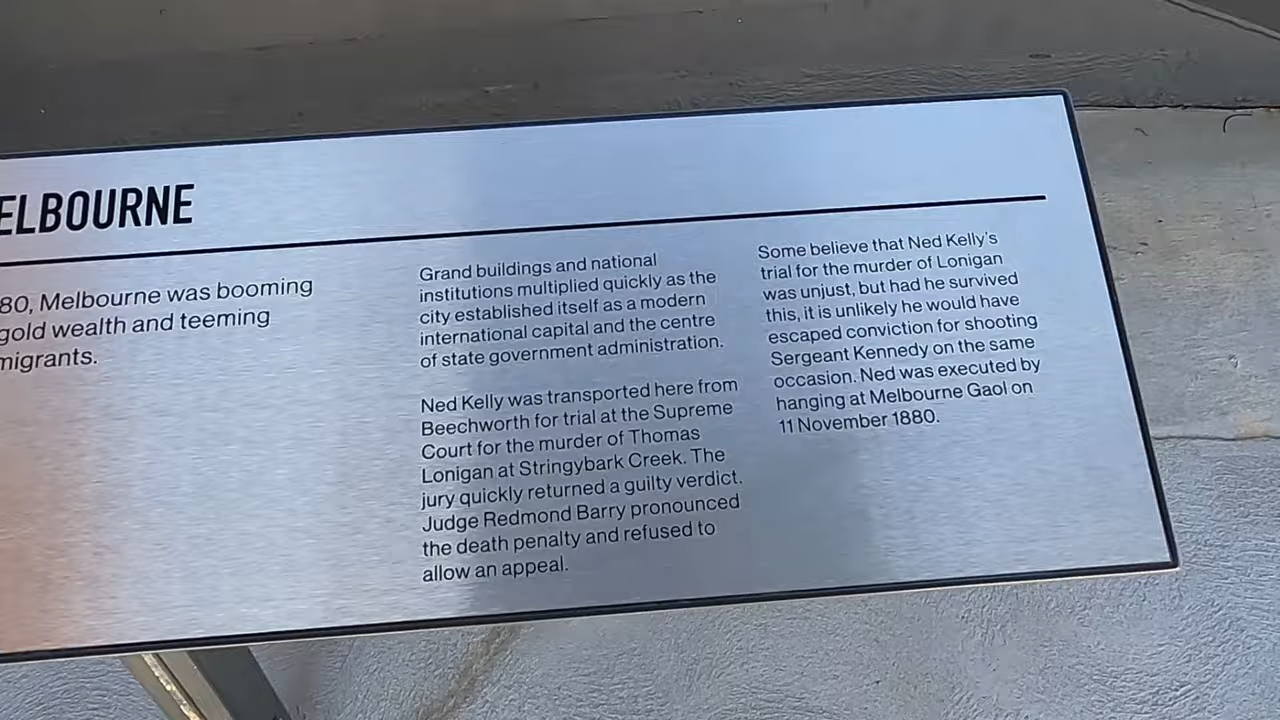 ELBOURNE
80, Melbourne was booming
gold wealth and teeming
migrants.
Grand buildings and national
institutions multiplied quickly as the
city established itself as a modern
international capital and the centre
of state government administration.
Ned Kelly was transported here from
Beechworth for trial at the Supreme
Court for the murder of Thomas
Lonigan at Stringybark Creek. The
jury quickly returned a guilty verdict.
Judge Redmond Barry pronounced
the death penalty and refused to
allow an appeal.
Some believe that Ned Kelly's
trial for the murder of Lonigan
was unjust, but had he survived
this, it is unlikely he would have
escaped conviction for shooting
Sergeant Kennedy on the same
occasion. Ned was executed by
hanging at Melbourne Gaol on
11 November 1880.